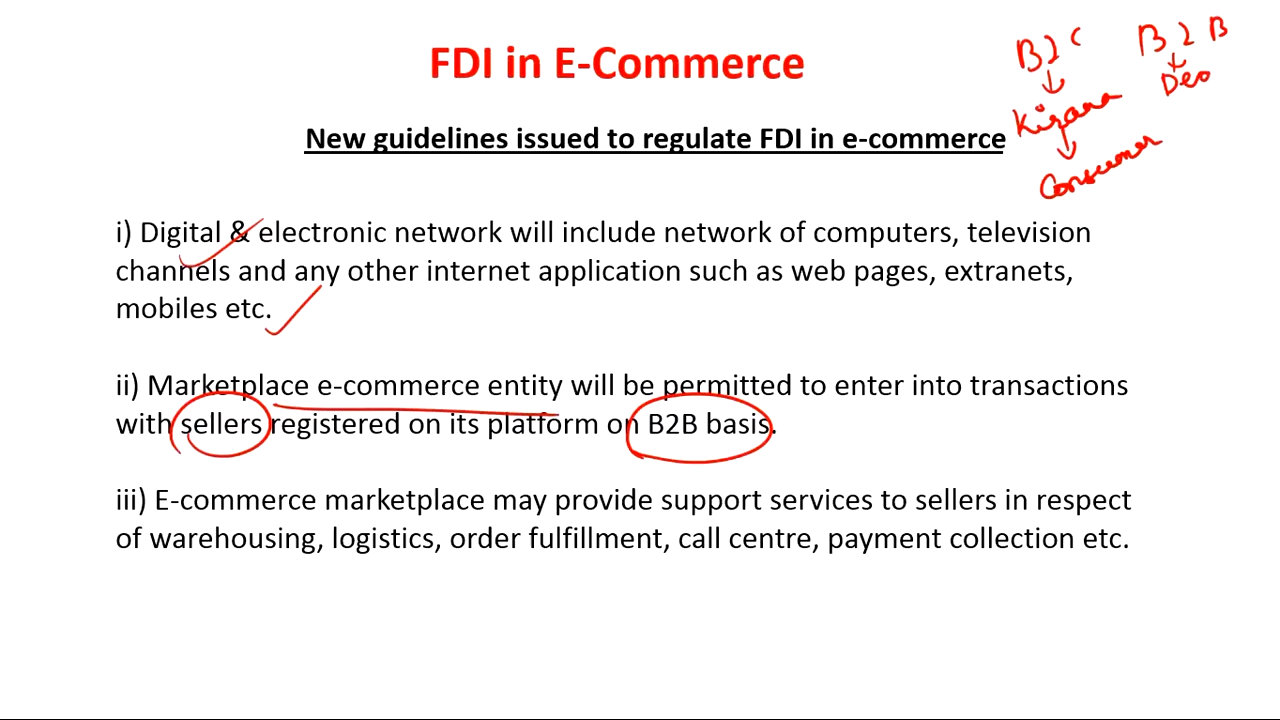 FDI in E-Commerce
B2C
B2B
Kirana
Deo
Consumer
New guidelines issued to regulate FDI in e-commerce
i) Digital & electronic network will include network of computers, television
channels and any other internet application such as web pages, extranets,
mobiles etc.
ii) Marketplace e-commerce entity will be permitted to enter into transactions
with sellers registered on its platform on B2B basis.
iii) E-commerce marketplace may provide support services to sellers in respect
of warehousing, logistics, order fulfillment, call centre, payment collection etc.